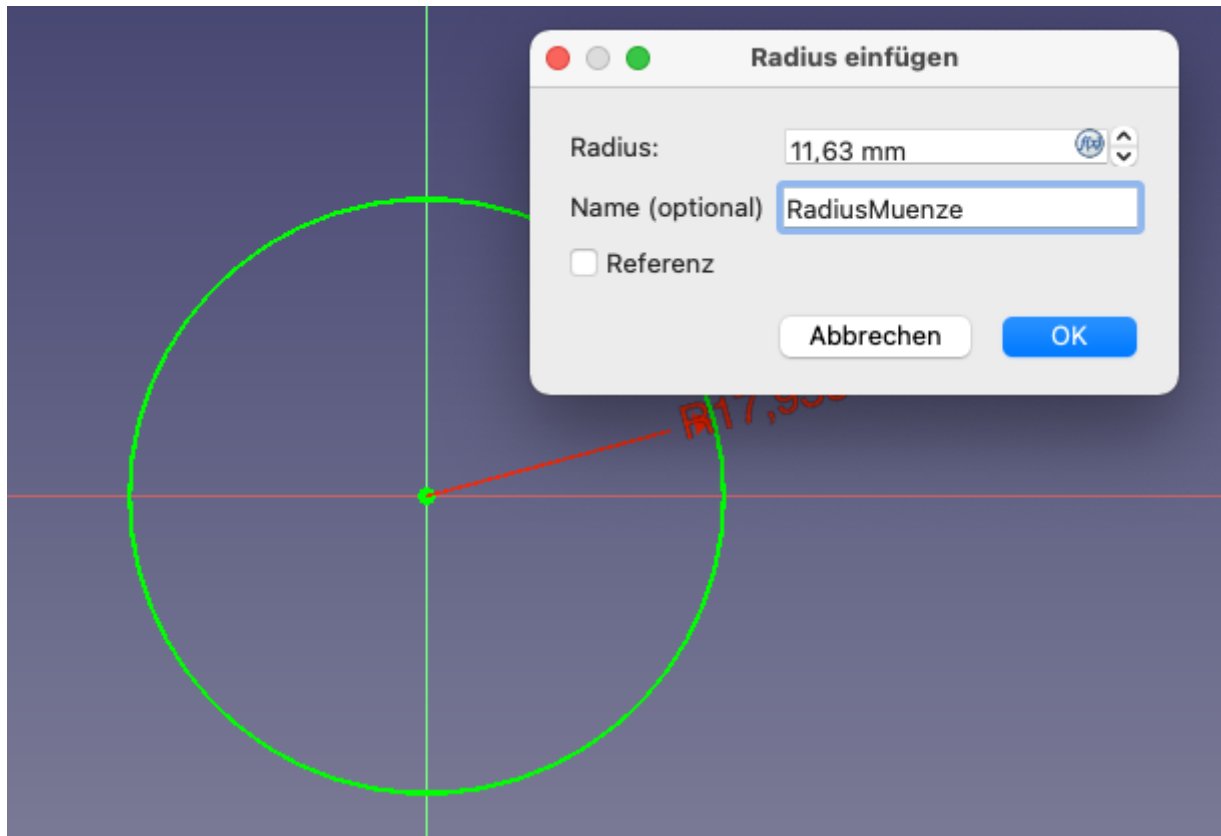 Radius einfügen
Radius:
11,63 mm
f(x)
Name (optional)
RadiusMuenze
Referenz
Abbrechen
OK